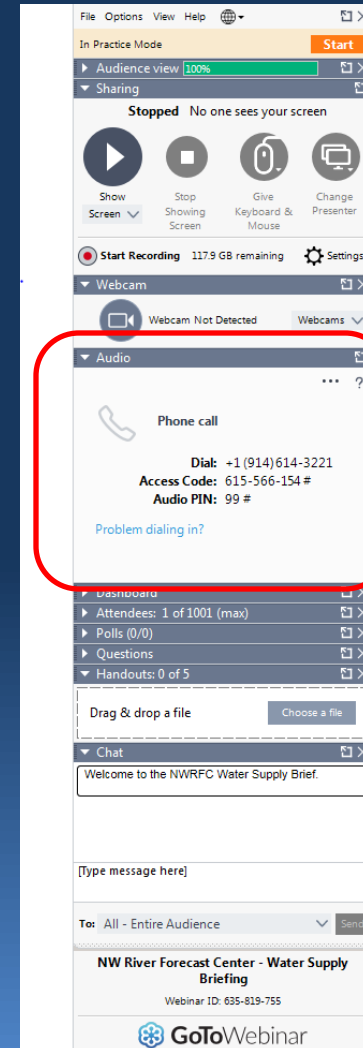 File Options View Help
In Practice Mode Start
Audience view 100%
Sharing
Stopped No one sees your screen
Show Stop Give Change
Screen Showing Keyboard & Presenter
Screen Mouse
Start Recording 117.9 GB remaining Settings
Webcam
Webcam Not Detected Webcams
Audio
... ?
Phone call
Dial: +1 (914) 614-3221
Access Code: 615-566-154 #
Audio PIN: 99 #
Problem dialing in?
Dashboard
Attendees: 1 of 1001 (max)
Polls (0/0)
Questions
Handouts: 0 of 5
Drag & drop a file Choose a file
Chat
Welcome to the NWRFC Water Supply Brief.
[Type message here]
To: All - Entire Audience Send
NW River Forecast Center - Water Supply
Briefing
Webinar ID: 635-819-755
GoToWebinar